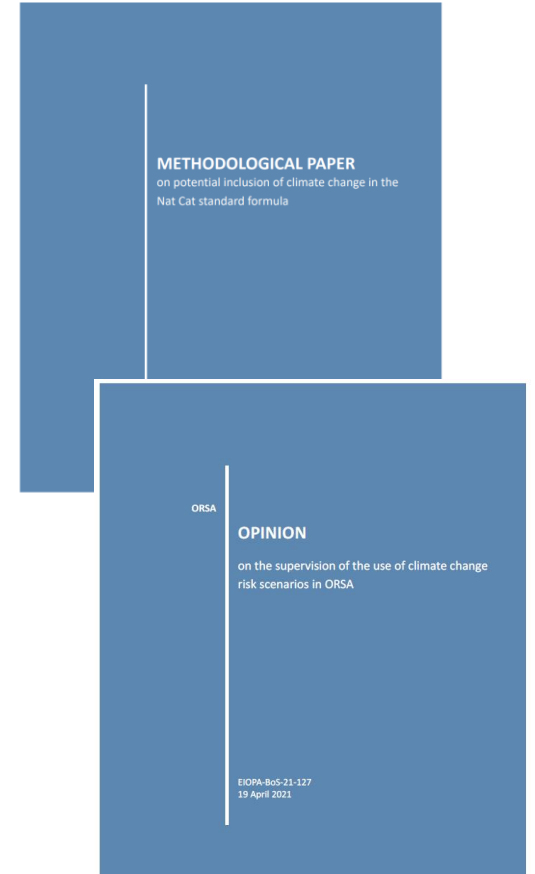 METHODOLOGICAL PAPER
on potential inclusion of climate change in the
Nat Cat standard formula
ORSA
OPINION
on the supervision of the use of climate change
risk scenarios in ORSA
EIOPA-BoS-21-127
19 April 2021